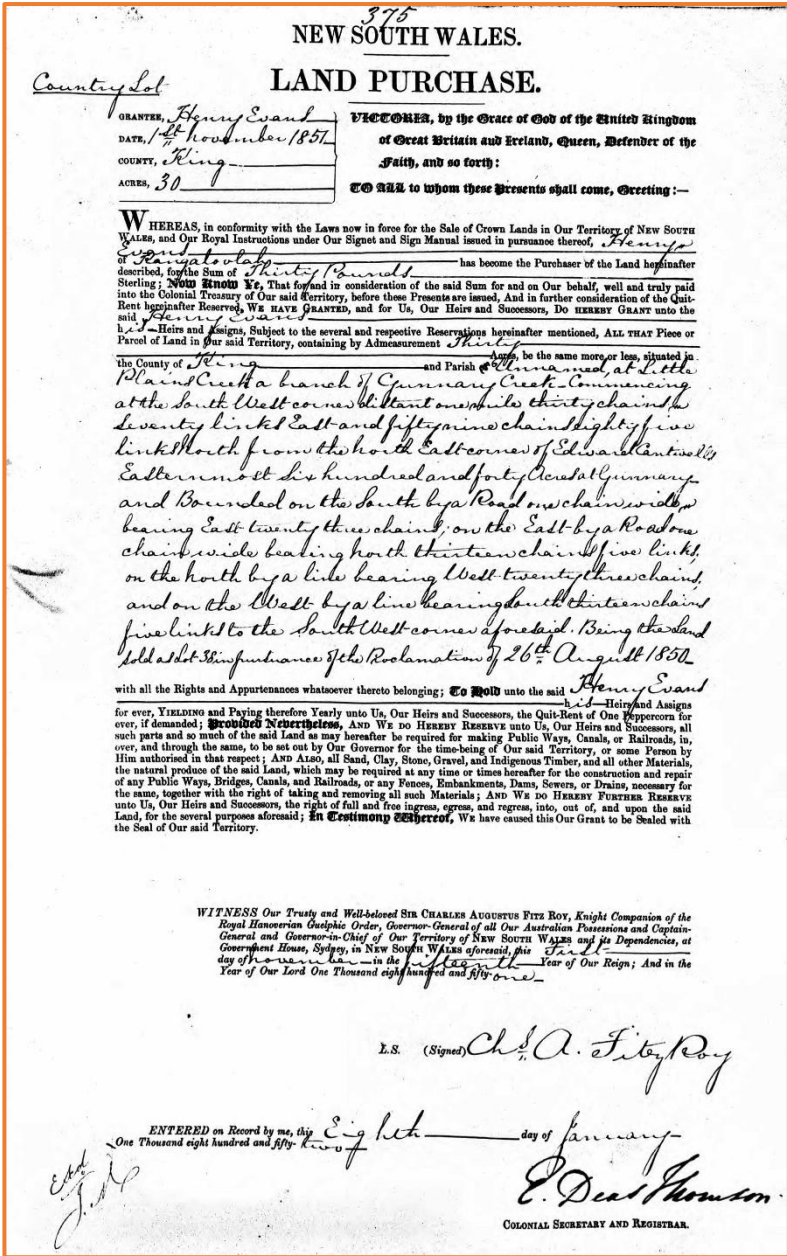 375
NEW SOUTH WALES.
LAND PURCHASE.
Country Lot
GRANTEE, Henry Evans
DATE, 1st November 1851
COUNTY, King
ACRES, 30
VICTORIA, by the Grace of God of the United Kingdom
of Great Britain and Ireland, Queen, Defender of the
Faith, and so forth:
TO ALL to whom these Presents shall come, Greeting:—
WHEREAS, in conformity with the Laws now in force for the Sale of Crown Lands in Our Territory of NEW SOUTH
WALES, and Our Royal Instructions under Our Signet and Sign Manual issued in pursuance thereof, Henry
Evans
of has become the Purchaser of the Land hereinafter
described, for the Sum of Thirty Pounds
Sterling; Now Know Ye, That for and in consideration of the said Sum for and on Our behalf, well and truly paid
into the Colonial Treasury of Our said Territory, before these Presents are issued, And in further consideration of the Quit-
Rent hereinafter Reserved, WE HAVE GRANTED, and for Us, Our Heirs and Successors, DO HEREBY GRANT unto the
said Henry Evans
his Heirs and Assigns, Subject to the several and respective Reservations hereinafter mentioned, ALL THAT Piece or
Parcel of Land in Our said Territory, containing by Admeasurement Thirty
Acres, be the same more or less, situated in
the County of King and Parish of Unnamed, at Little
Plains Creek a branch of Gunnary Creek - Commencing
at the South West corner distant one mile thirty chains
seventy links East and fifty nine chains eighty five
links North from the North East corner of Edward Cantwells
Easternmost Six hundred and forty Acres at Gunnary
and Bounded on the South by a Road one chain wide
bearing East twenty three chains; on the East by a Road one
chain wide bearing North thirteen chains five links,
on the North by a line bearing West twenty three chains,
and on the West by a line bearing South thirteen chains
five links to the South West corner aforesaid. Being the Land
sold as Lot 38 in pursuance of the Proclamation of 26th August 1850
with all the Rights and Appurtenances whatsoever thereto belonging; To Hold unto the said Henry Evans
his Heirs and Assigns
for ever, YIELDING and Paying therefore Yearly unto Us, Our Heirs and Successors, the Quit-Rent of One Peppercorn for
ever, if demanded; Provided Nevertheless, AND WE DO HEREBY RESERVE unto Us, Our Heirs and Successors, all
such parts and so much of the said Land as may hereafter be required for making Public Ways, Canals, or Railroads, in,
over, and through the same, to be set out by Our Governor for the time-being of Our said Territory, or some Person by
Him authorised in that respect; AND ALSO, all Sand, Clay, Stone, Gravel, and Indigenous Timber, and all other Materials,
the natural produce of the said Land, which may be required at any time or times hereafter for the construction and repair
of any Public Ways, Bridges, Canals, and Railroads, or any Fences, Embankments, Dams, Sewers, or Drains, necessary for
the same, together with the right of taking and removing all such Materials; AND WE DO HEREBY FURTHER RESERVE
unto Us, Our Heirs and Successors, the right of full and free ingress, egress, and regress, into, out of, and upon the said
Land, for the several purposes aforesaid; In Testimony Whereof, WE have caused this Our Grant to be Sealed with
the Seal of Our said Territory.
WITNESS Our Trusty and Well-beloved SIR CHARLES AUGUSTUS FITZ ROY, Knight Companion of the
Royal Hanoverian Guelphic Order, Governor-General of all Our Australian Possessions and Captain-
General and Governor-in-Chief of Our Territory of NEW SOUTH WALES and its Dependencies, at
Government House, Sydney, in NEW SOUTH WALES aforesaid, this First
day of November in the fifteenth Year of Our Reign; And in the
Year of Our Lord One Thousand eight hundred and fifty-one
L.S. (Signed) Chs. A. Fitz Roy
ENTERED on Record by me, this Eighth day of January
One Thousand eight hundred and fifty-two
E. Deas Thomson
COLONIAL SECRETARY AND REGISTRAR.